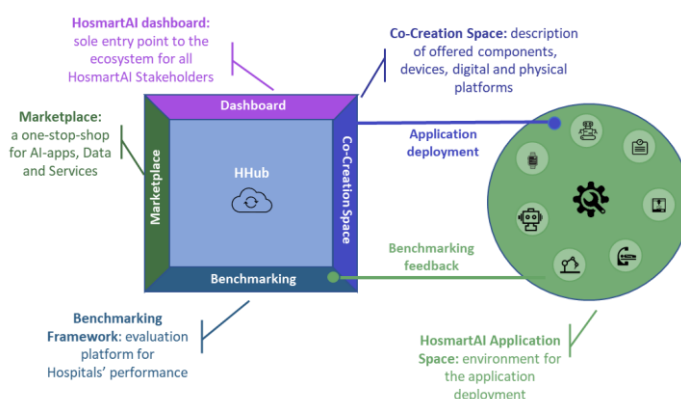 HosmartAI dashboard:
sole entry point to the
ecosystem for all
HosmartAI Stakeholders
Co-Creation Space: description
of offered components,
devices, digital and physical
platforms
Marketplace:
a one-stop-shop
for AI-apps, Data
and Services
Dashboard
Marketplace
HHub
Co-Creation Space
Benchmarking
Application
deployment
Benchmarking
feedback
Benchmarking
Framework: evaluation
platform for
Hospitals’ performance
HosmartAI Application
Space: environment for
the application
deployment